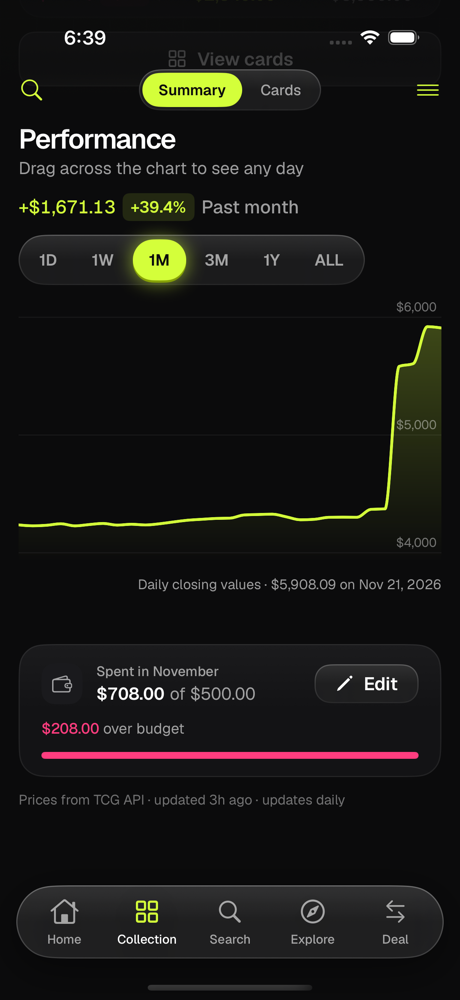 6:39
View cards
Summary Cards
Performance
Drag across the chart to see any day
+$1,671.13 +39.4% Past month
1D 1W 1M 3M 1Y ALL
$6,000
$5,000
$4,000
Daily closing values · $5,908.09 on Nov 21, 2026
Spent in November
$708.00 of $500.00
Edit
$208.00 over budget
Prices from TCG API · updated 3h ago · updates daily
Home Collection Search Explore Deal